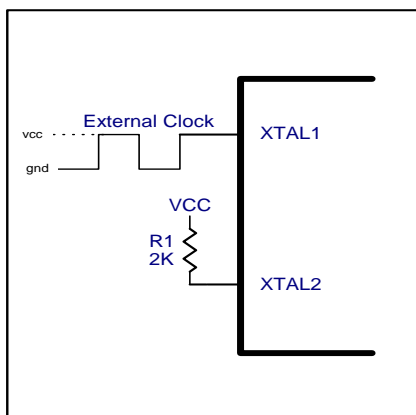 External Clock
vcc
XTAL1
gnd
VCC
R1
2K
XTAL2